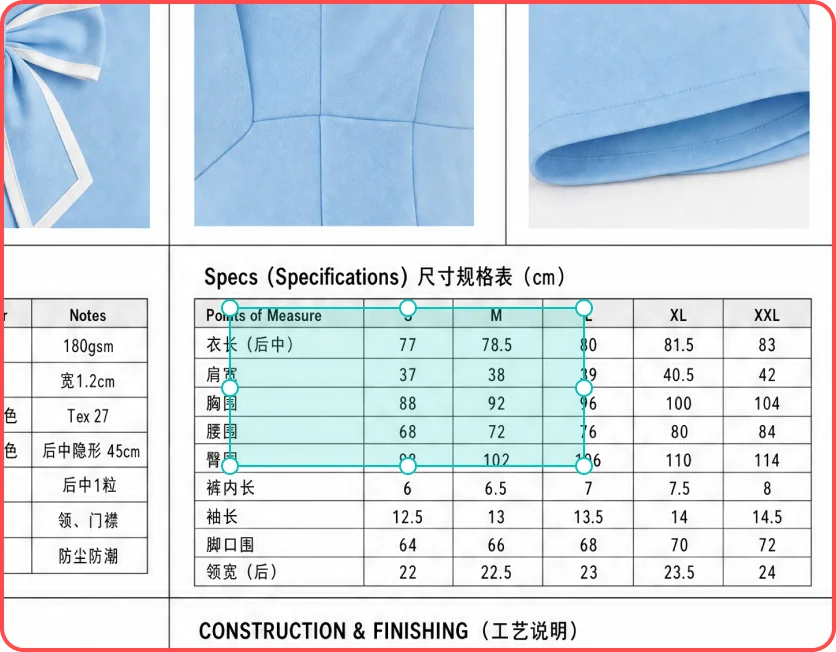 Specs (Specifications) 尺寸规格表（cm）
r Notes
180gsm
宽1.2cm
色 Tex 27
色 后中隐形 45cm
后中1粒
领、门襟
防尘防潮
Points of Measure S M L XL XXL
衣长（后中） 77 78.5 80 81.5 83
肩宽 37 38 39 40.5 42
胸围 88 92 96 100 104
腰围 68 72 76 80 84
臀围 98 102 106 110 114
裤内长 6 6.5 7 7.5 8
袖长 12.5 13 13.5 14 14.5
脚口围 64 66 68 70 72
领宽（后） 22 22.5 23 23.5 24
CONSTRUCTION & FINISHING（工艺说明）